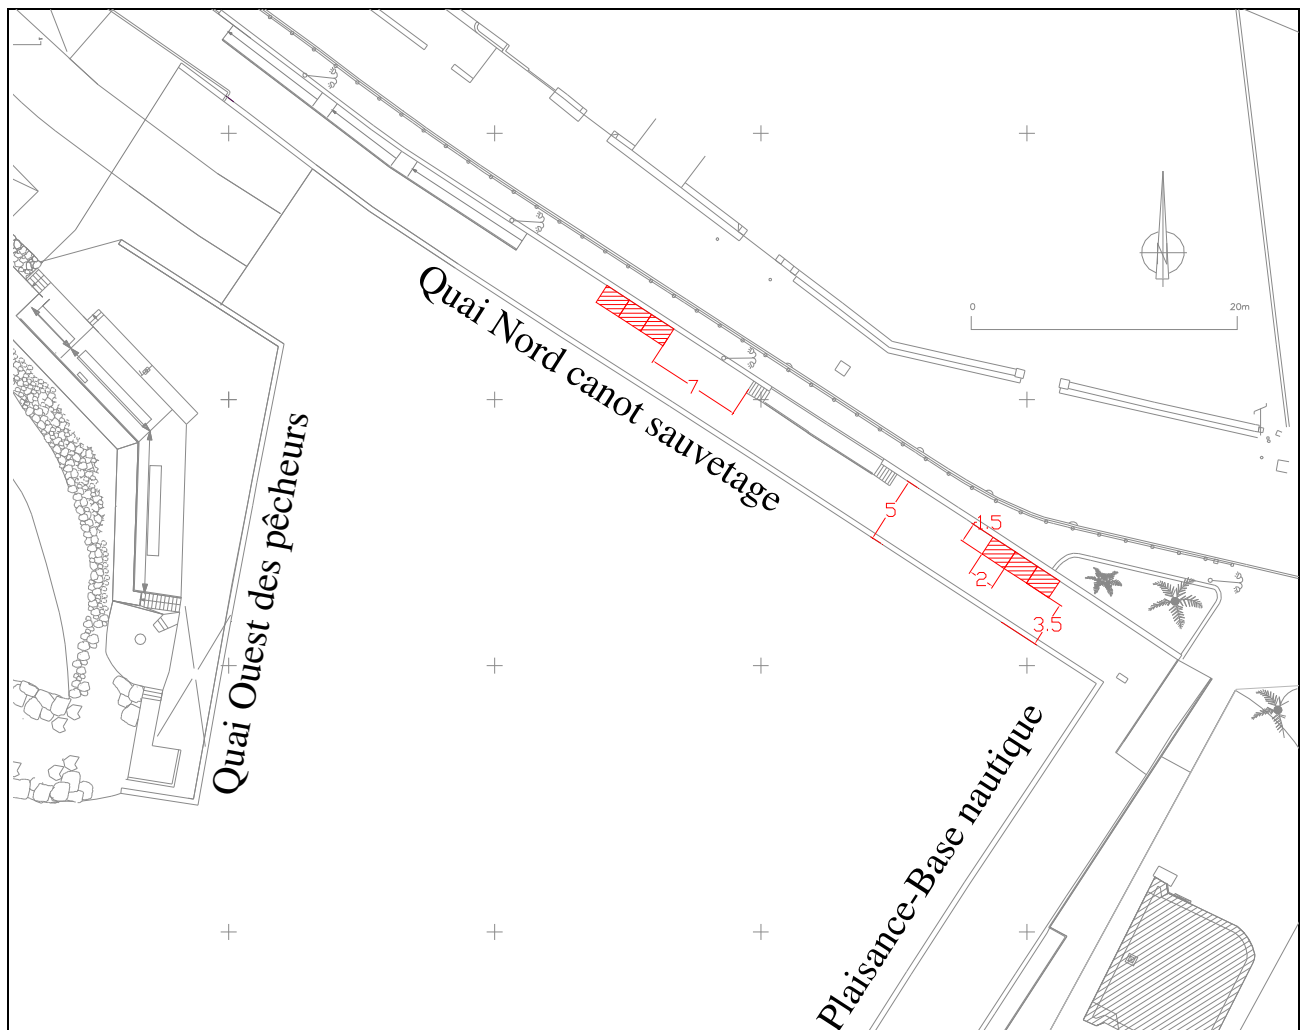 0 20m
N
Quai Nord canot sauvetage
7
5
1.5
2
3.5
Quai Ouest des pêcheurs
Plaisance-Base nautique